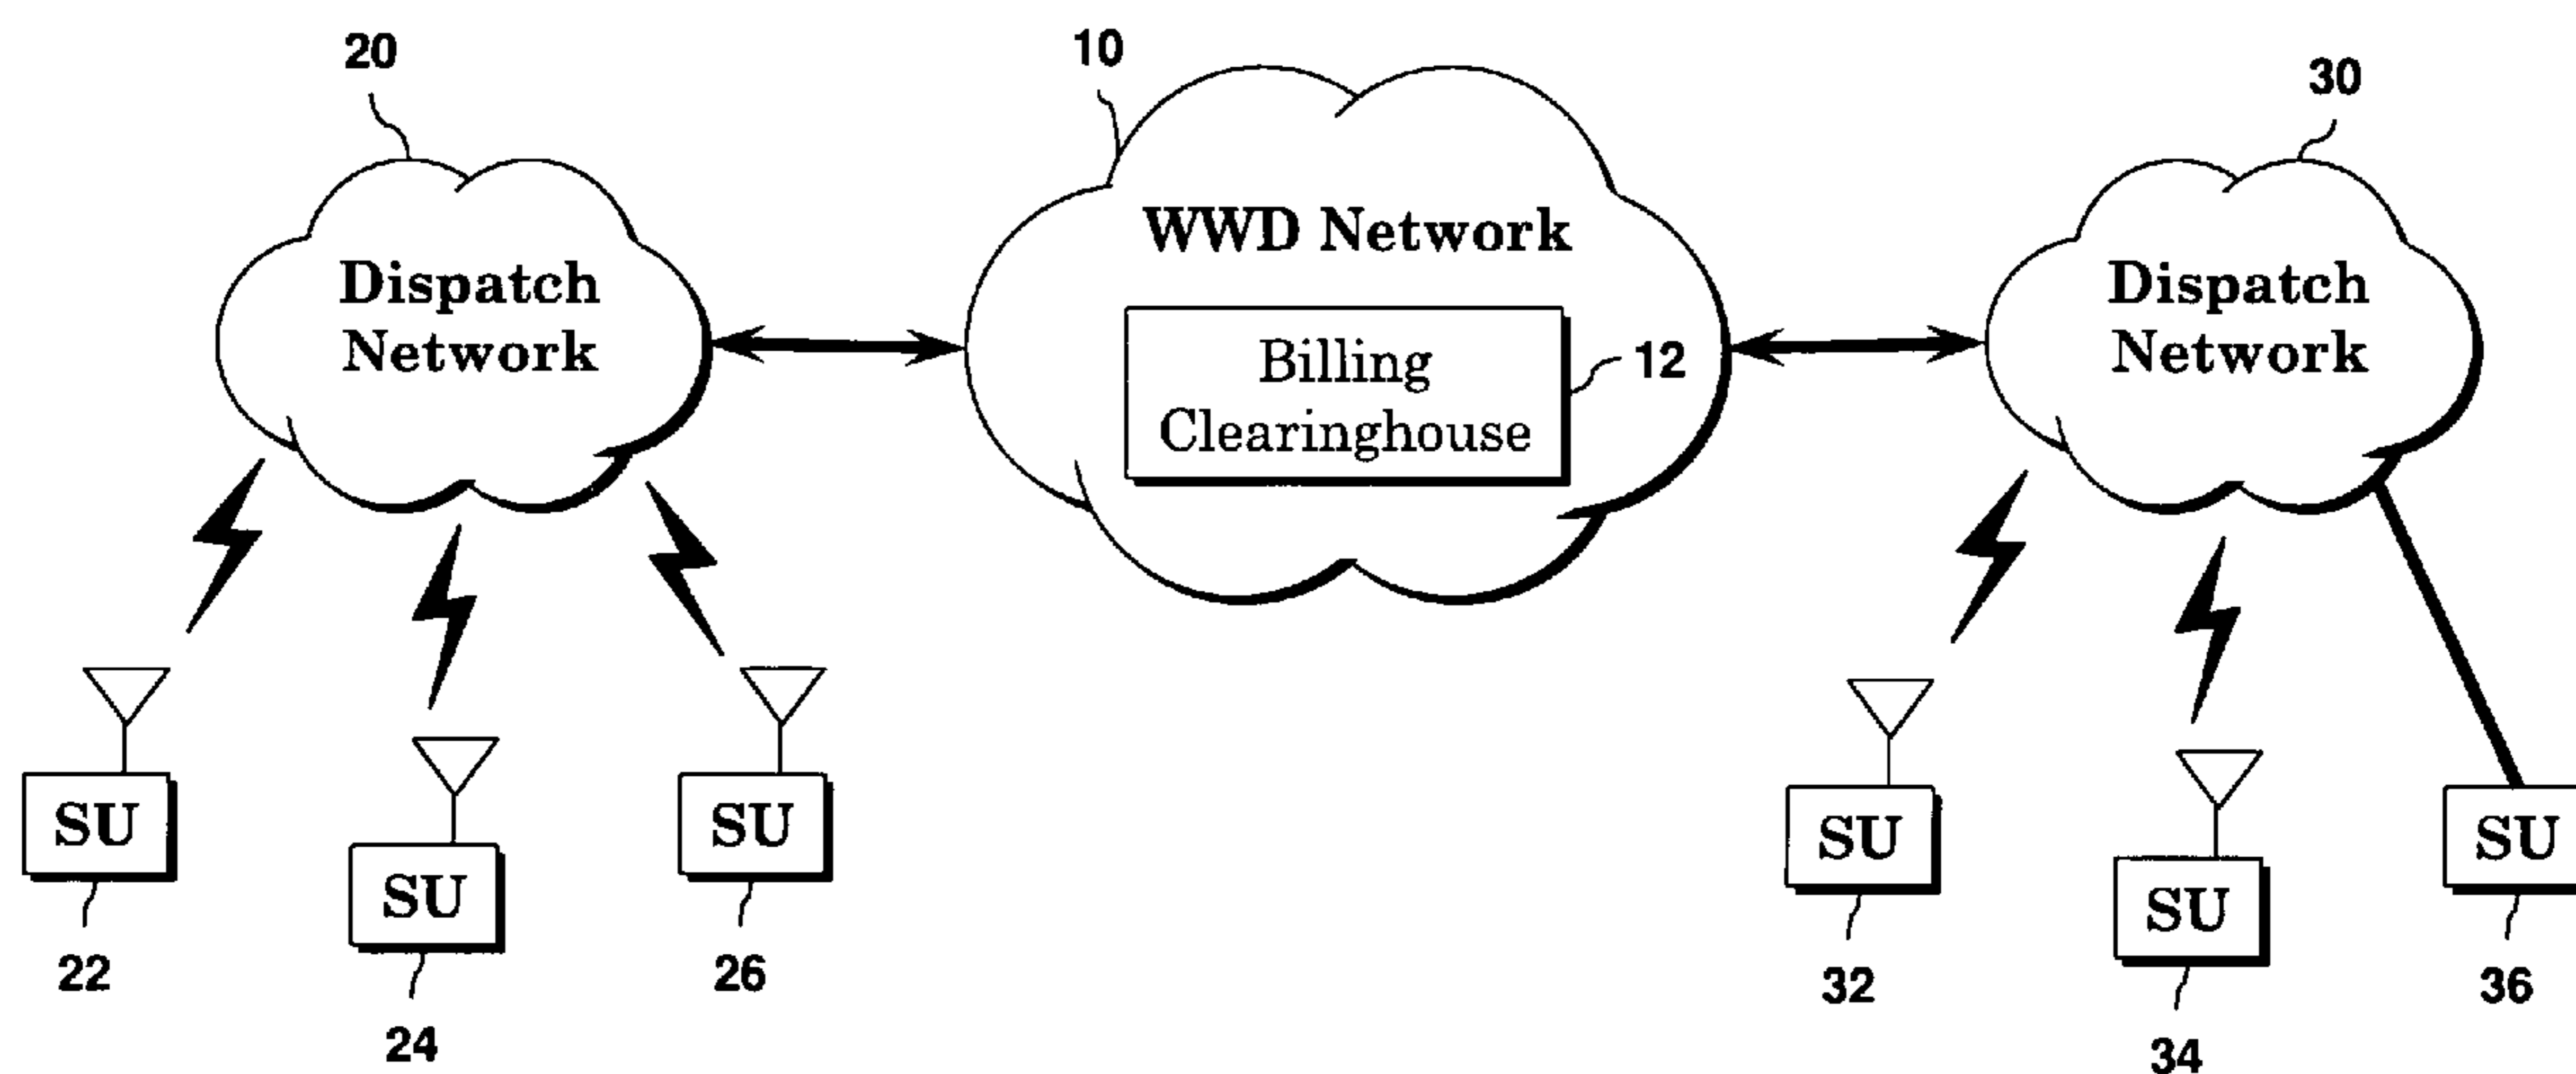 20
10
30
WWD Network
Dispatch
Network
Billing
Clearinghouse
12
Dispatch
Network
SU
SU
SU
SU
SU
SU
22
24
26
32
34
36